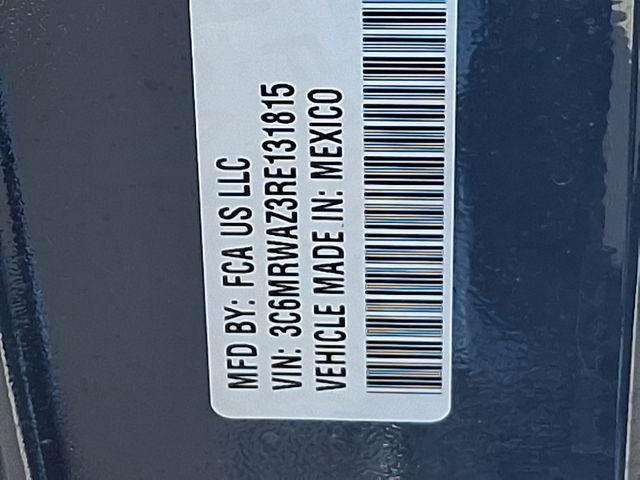 MFD BY: FCA US LLC
VIN: 3C6MRWAZ3RE131815
VEHICLE MADE IN: MEXICO